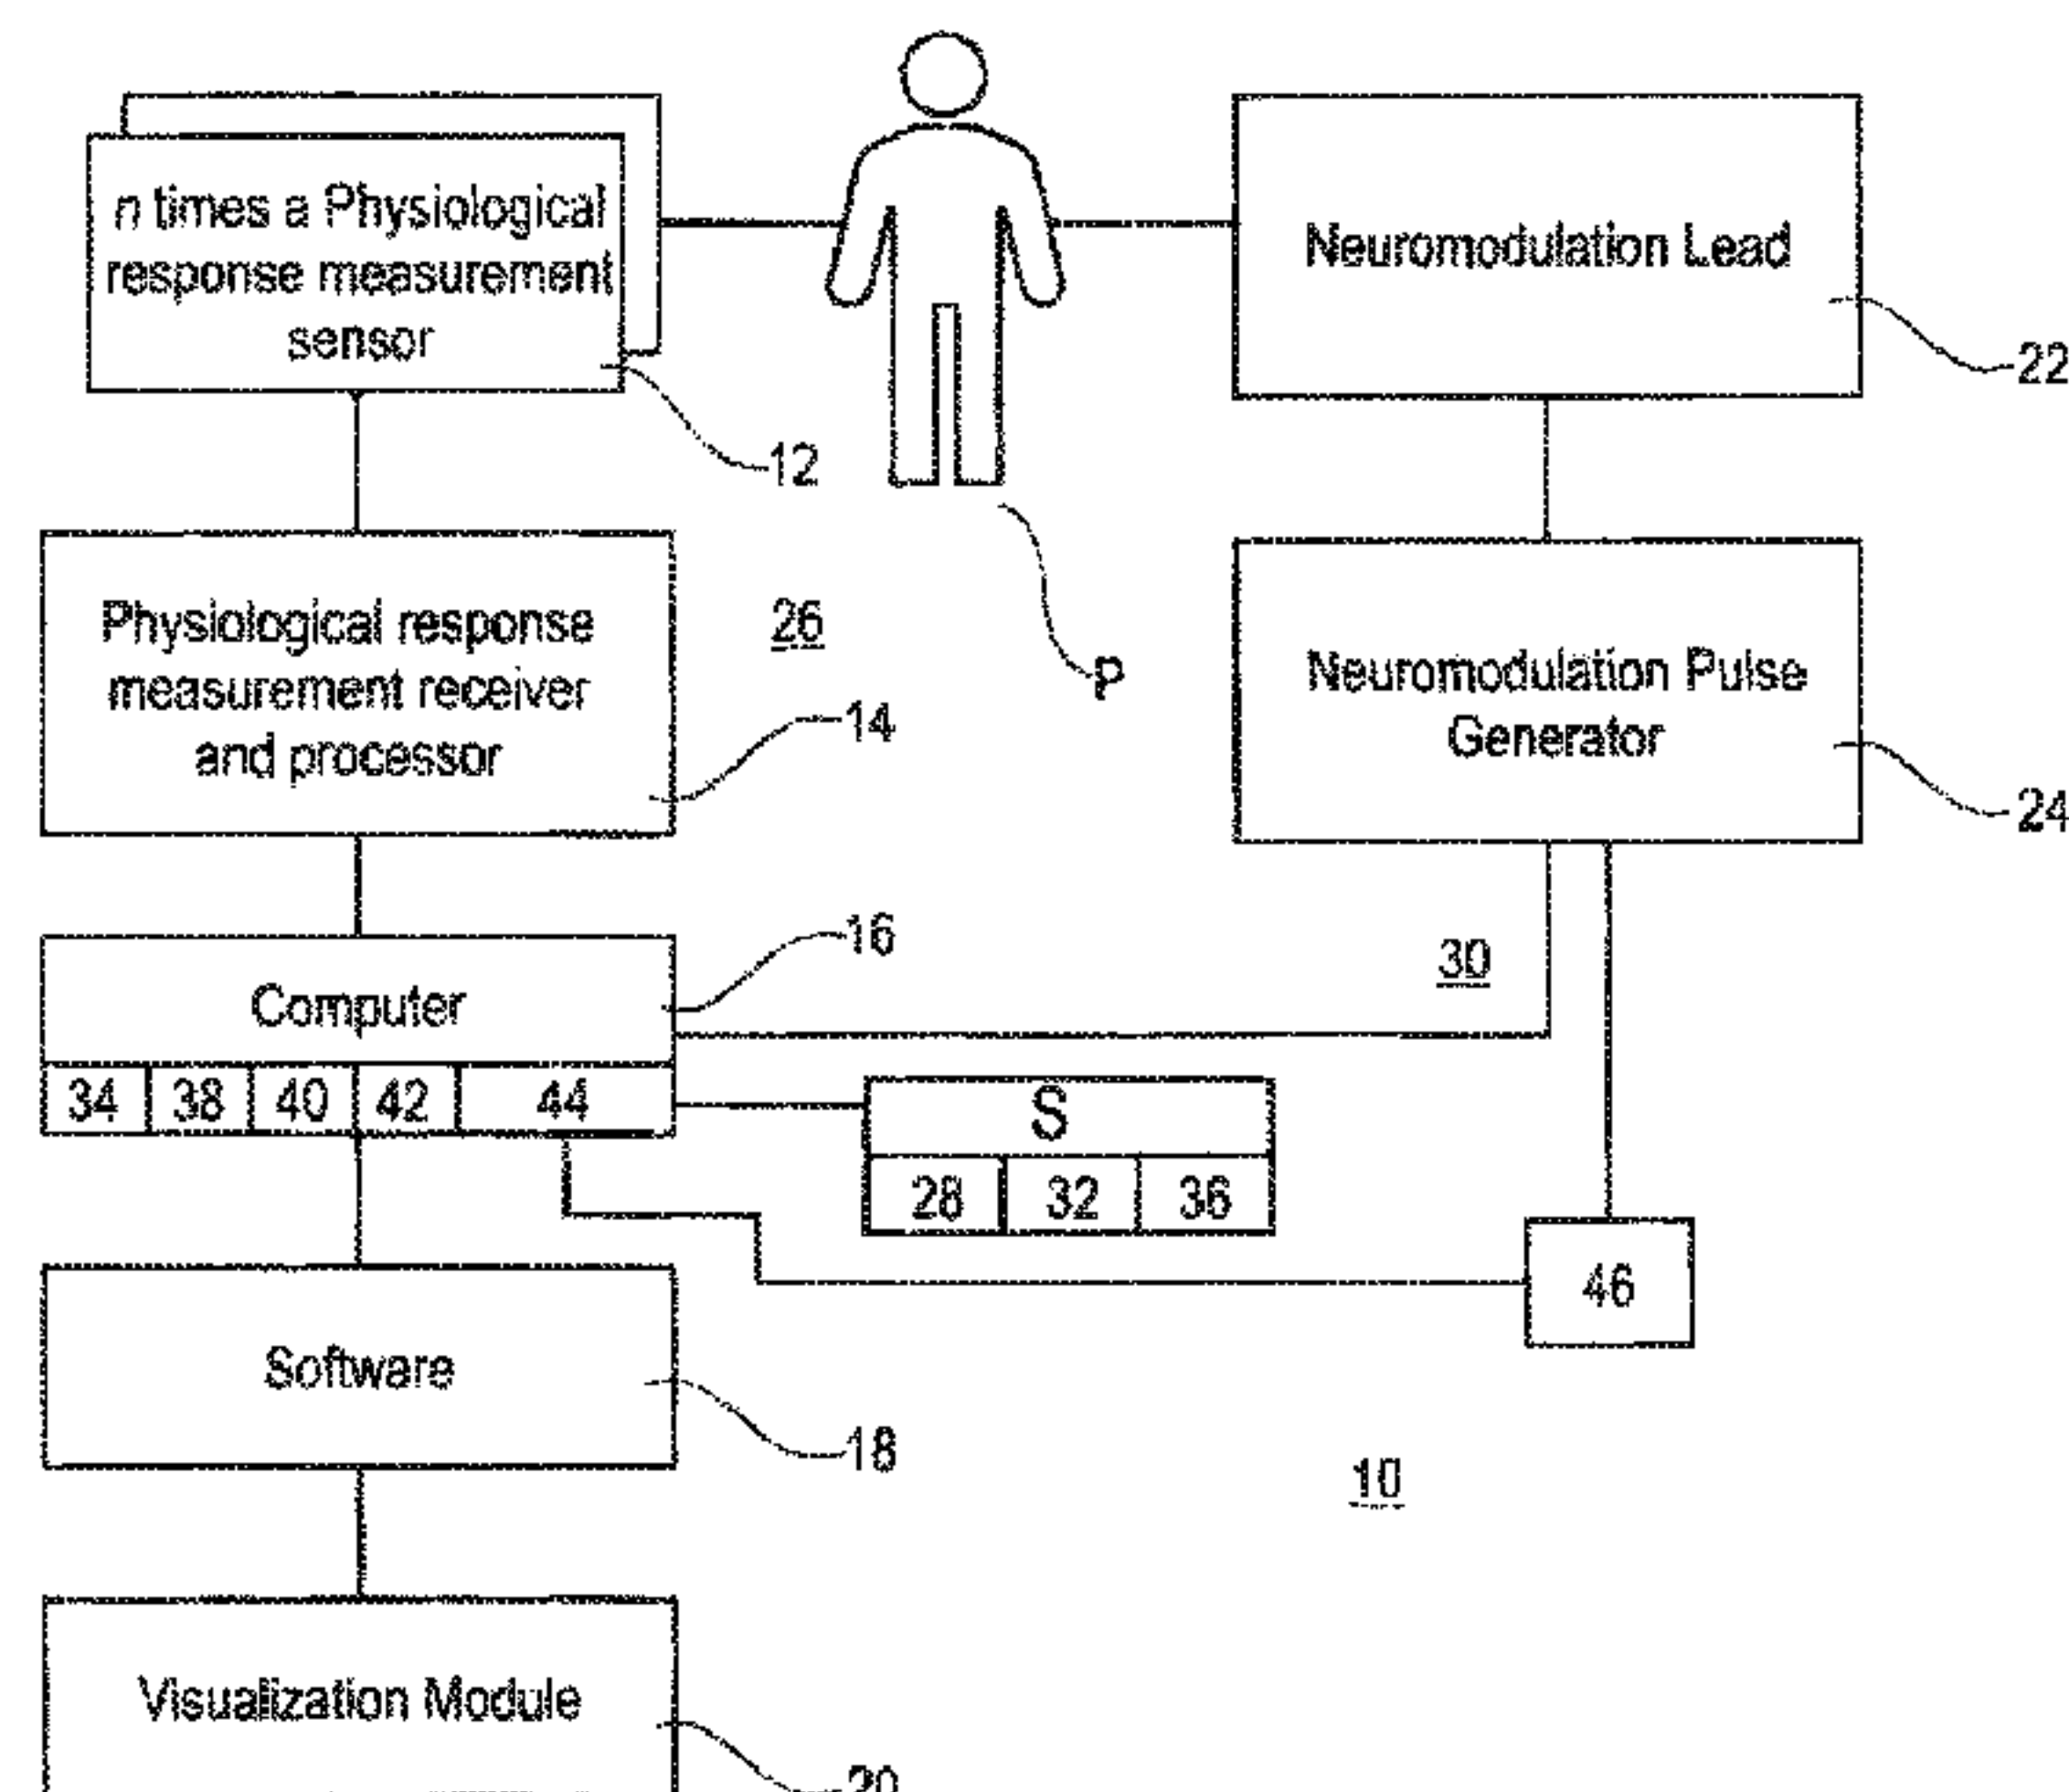 n times a Physiological
response measurement
sensor
12
Neuromodulation Lead
22
P
Physiological response
measurement receiver
and processor
14
26
Neuromodulation Pulse
Generator
24
Computer
16
30
34 38 40 42 44
S
28 32 36
46
Software
18
10
Visualization Module
20